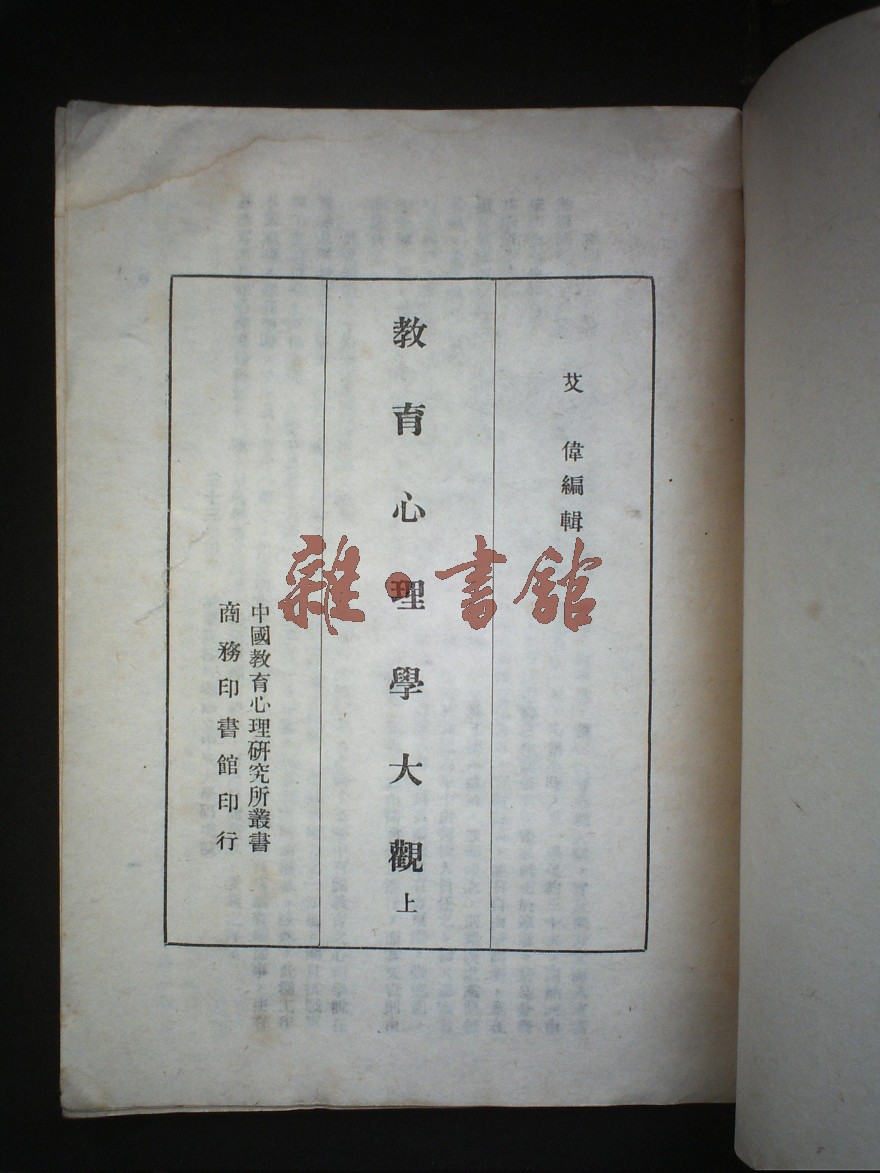 艾偉編輯
教育心理學大觀 上
中國教育心理研究所叢書
商務印書館印行
雜·書館